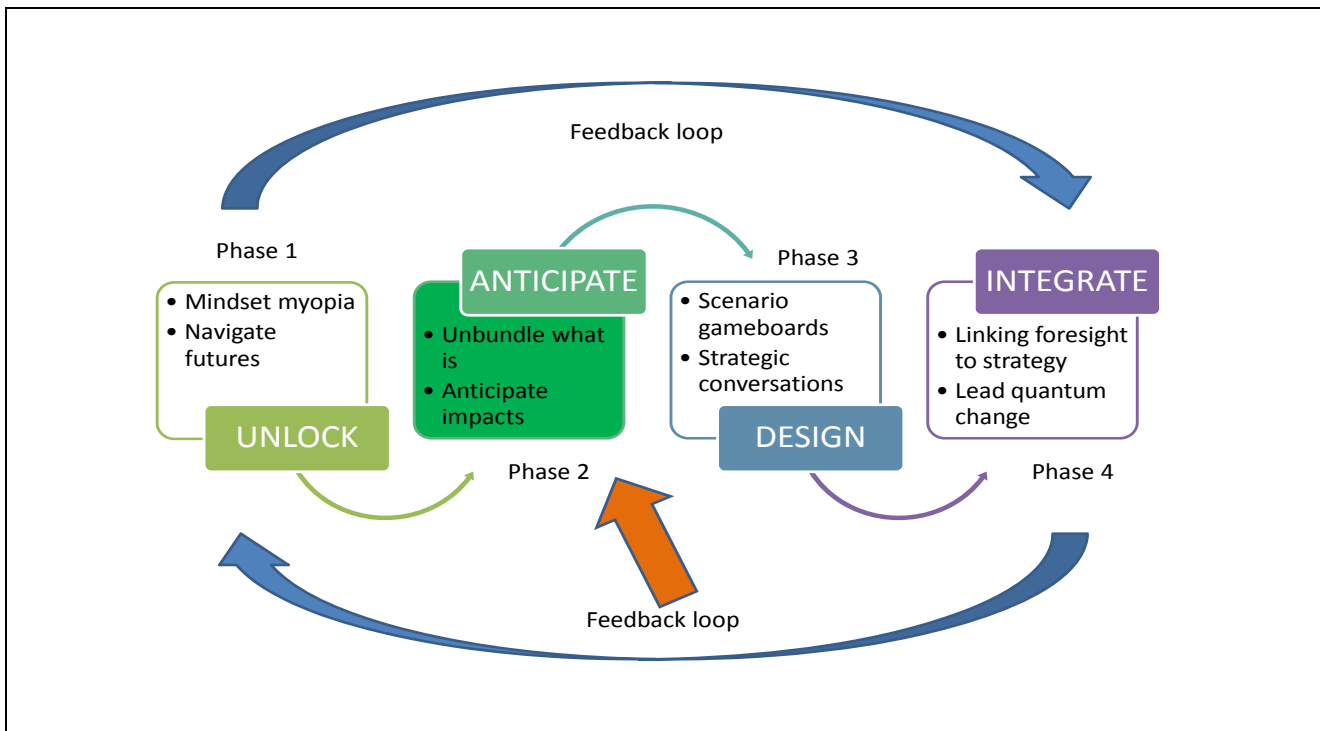 Feedback loop
Phase 1
• Mindset myopia
• Navigate
futures
UNLOCK
ANTICIPATE
• Unbundle what
is
• Anticipate
impacts
Phase 2
Phase 3
• Scenario
gameboards
• Strategic
conversations
DESIGN
INTEGRATE
• Linking foresight
to strategy
• Lead quantum
change
Phase 4
Feedback loop